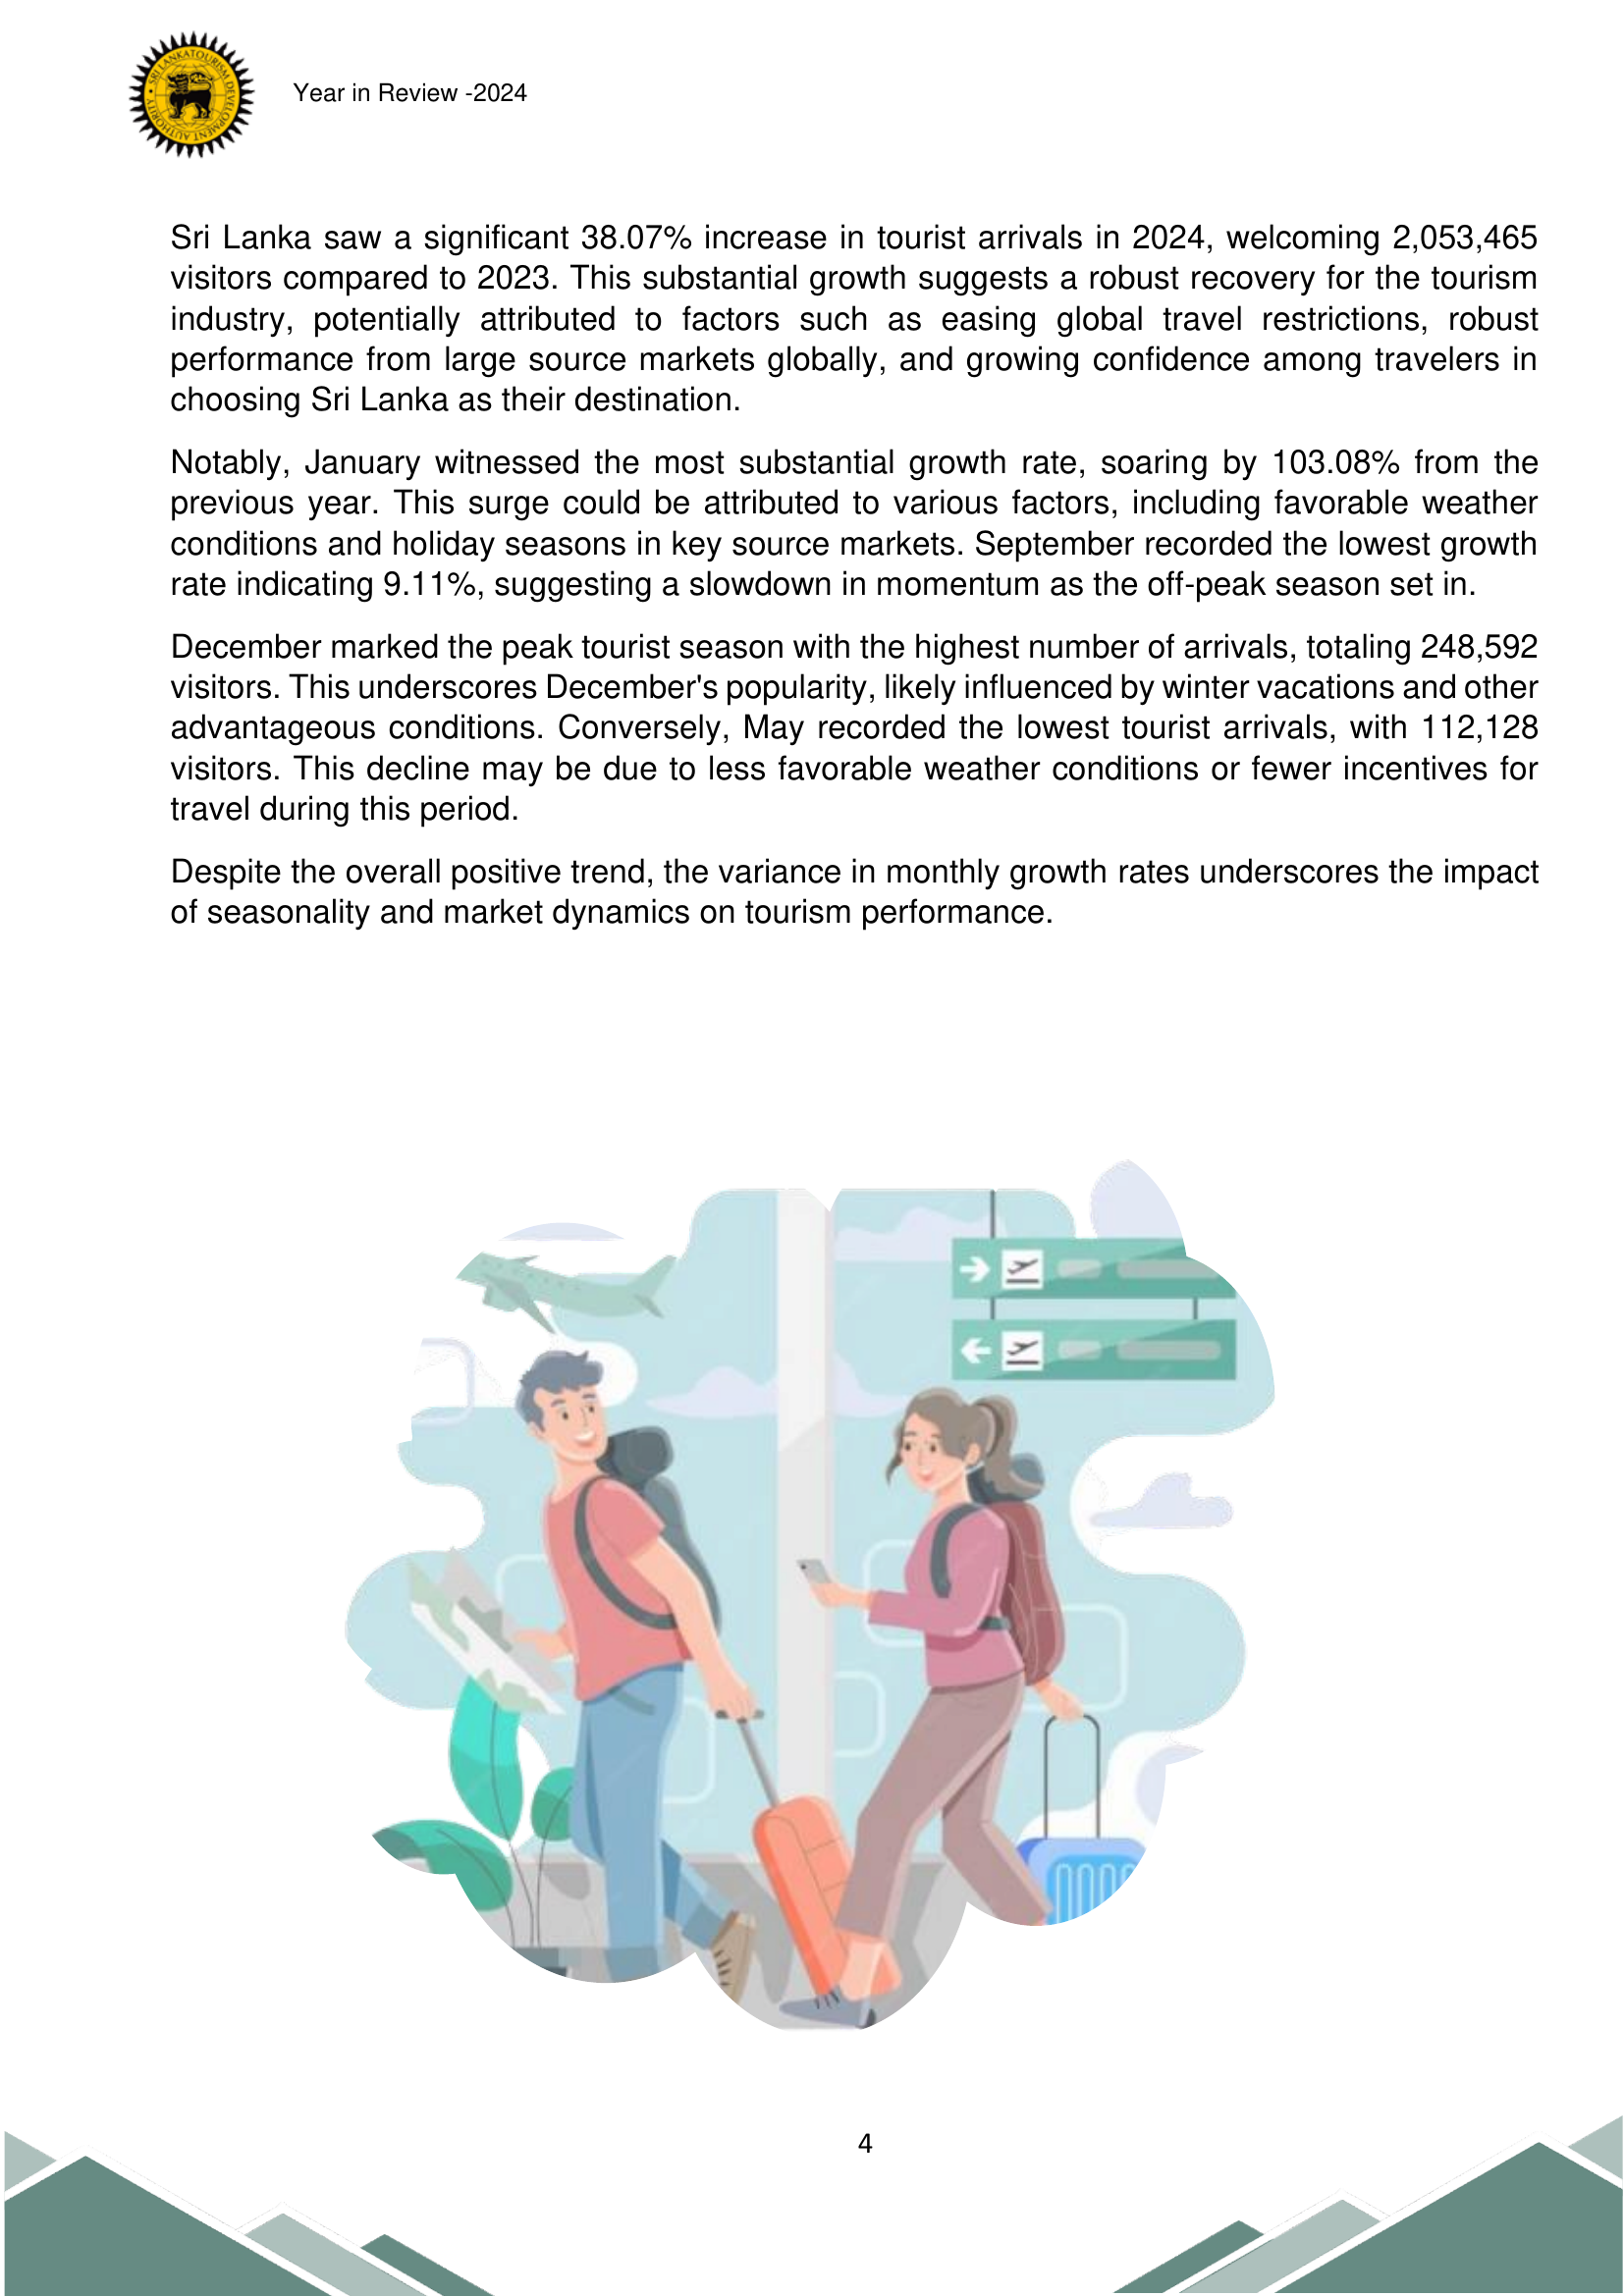 SRI LANKA TOURISM DEVELOPMENT AUTHORITY
Year in Review -2024
Sri Lanka saw a significant 38.07% increase in tourist arrivals in 2024, welcoming 2,053,465
visitors compared to 2023. This substantial growth suggests a robust recovery for the tourism
industry, potentially attributed to factors such as easing global travel restrictions, robust
performance from large source markets globally, and growing confidence among travelers in
choosing Sri Lanka as their destination.
Notably, January witnessed the most substantial growth rate, soaring by 103.08% from the
previous year. This surge could be attributed to various factors, including favorable weather
conditions and holiday seasons in key source markets. September recorded the lowest growth
rate indicating 9.11%, suggesting a slowdown in momentum as the off-peak season set in.
December marked the peak tourist season with the highest number of arrivals, totaling 248,592
visitors. This underscores December's popularity, likely influenced by winter vacations and other
advantageous conditions. Conversely, May recorded the lowest tourist arrivals, with 112,128
visitors. This decline may be due to less favorable weather conditions or fewer incentives for
travel during this period.
Despite the overall positive trend, the variance in monthly growth rates underscores the impact
of seasonality and market dynamics on tourism performance.
4